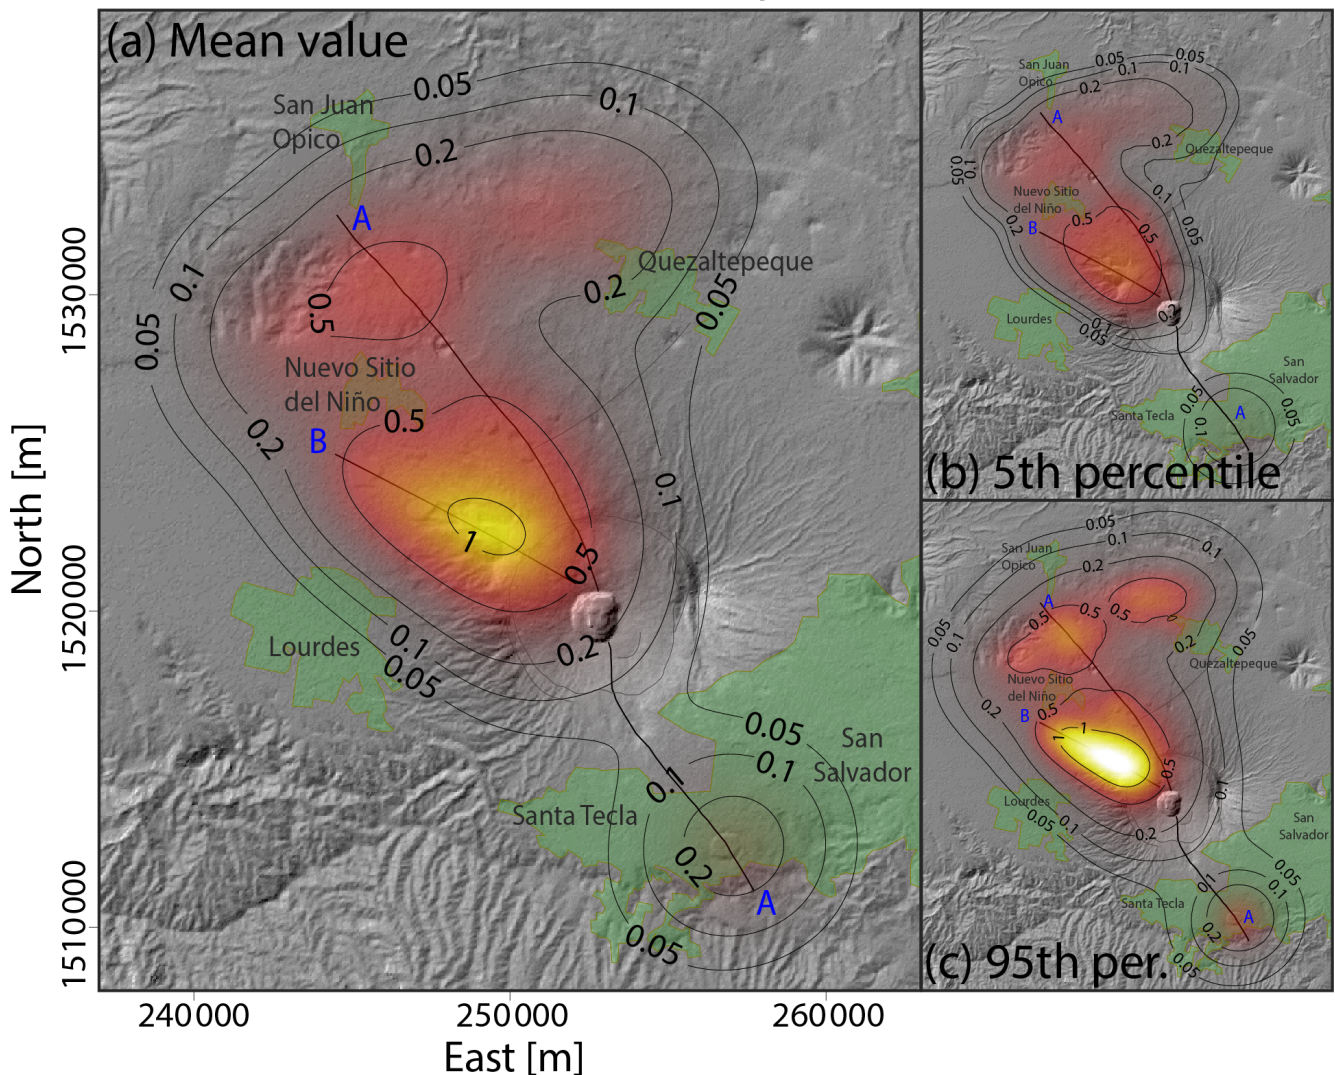 (a) Mean value
San Juan
Opico
0.05
0.1
0.2
A
Quezaltepeque
0.2
0.05
0.1
0.5
0.05
Nuevo Sitio
del Niño
0.5
B
0.2
0.1
1
0.5
Lourdes
0.1
0.05
0.2
0.05
0.1
San
Salvador
0.1
Santa Tecla
0.2
A
0.05
North [m]
1530000
1520000
1510000
240000
250000
260000
East [m]
San Juan
Opico
0.05
0.1
0.05
0.1
0.2
A
0.2
Quezaltepeque
0.1
0.05
Nuevo Sitio
del Niño
0.1
0.2
B
0.5
0.5
0.05
Lourdes
0.1
0.05
0.2
San
Salvador
Santa Tecla
0.05
0.1
A
0.05
(b) 5th percentile
0.05
0.1
0.1
San Juan
Opico
0.2
A
0.5
0.5
0.5
0.05
0.1
0.2
0.05
Quezaltepeque
Nuevo Sitio
del Niño
0.2
B
0.5
1
1
0.5
0.1
Lourdes
0.05
0.1
0.2
San
Salvador
0.05
0.1
0.1
Santa Tecla
A
0.2
0.05
(c) 95th per.